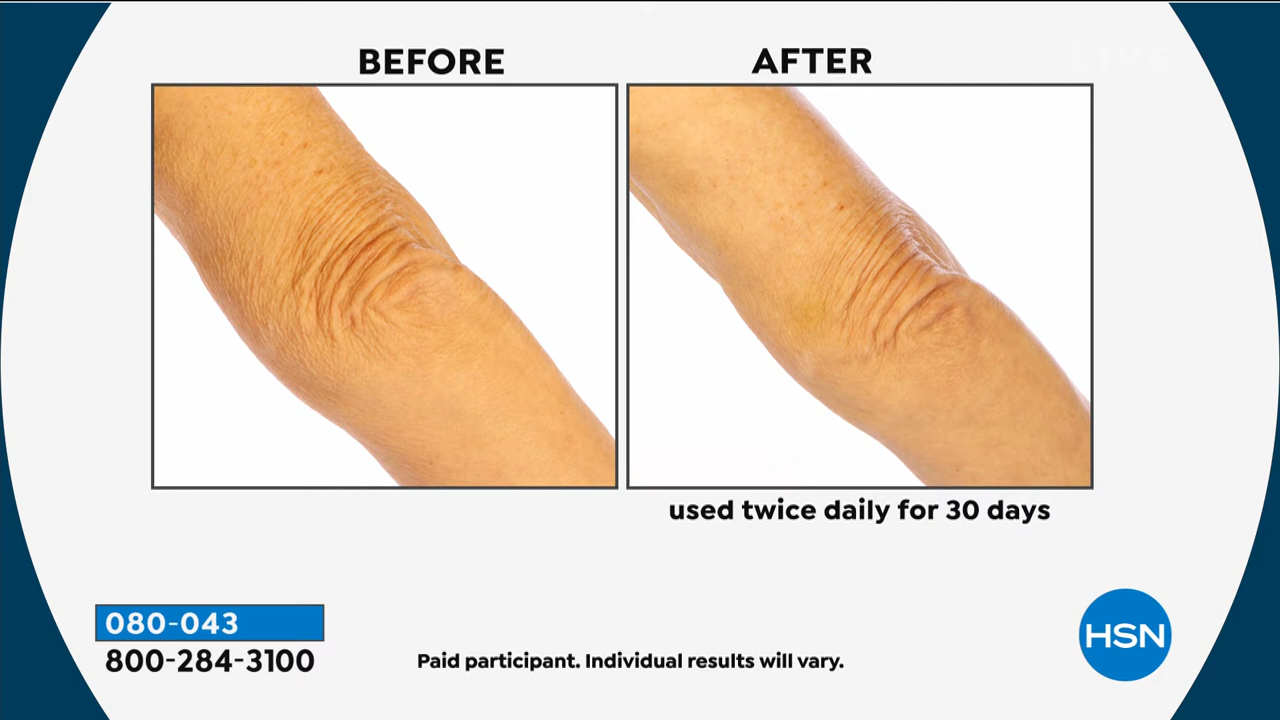 BEFORE
AFTER
used twice daily for 30 days
080-043
800-284-3100
Paid participant. Individual results will vary.
HSN